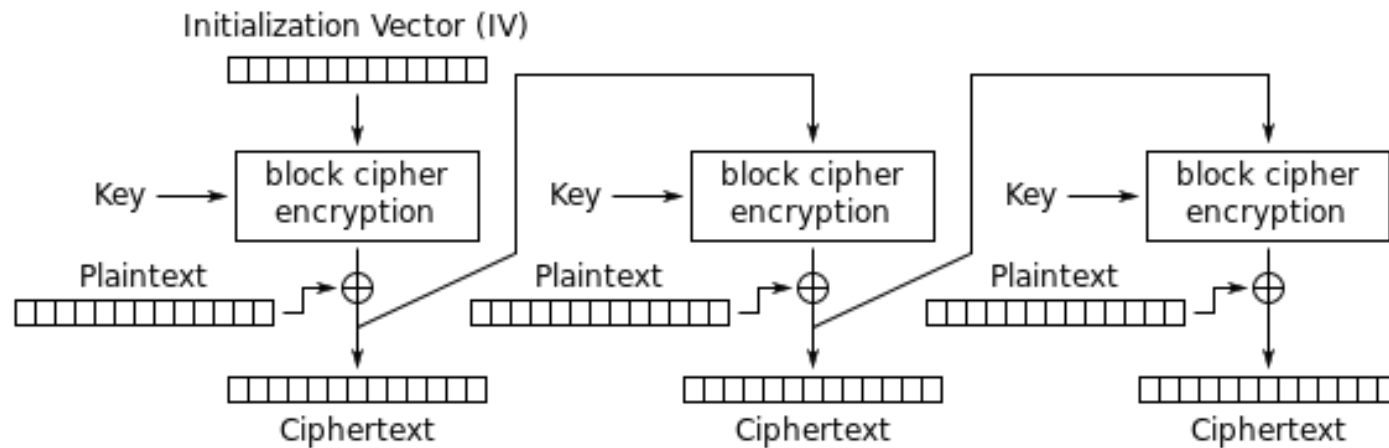 Initialization Vector (IV)
block cipher
encryption
Key
Plaintext
Ciphertext
block cipher
encryption
Key
Plaintext
Ciphertext
block cipher
encryption
Key
Plaintext
Ciphertext